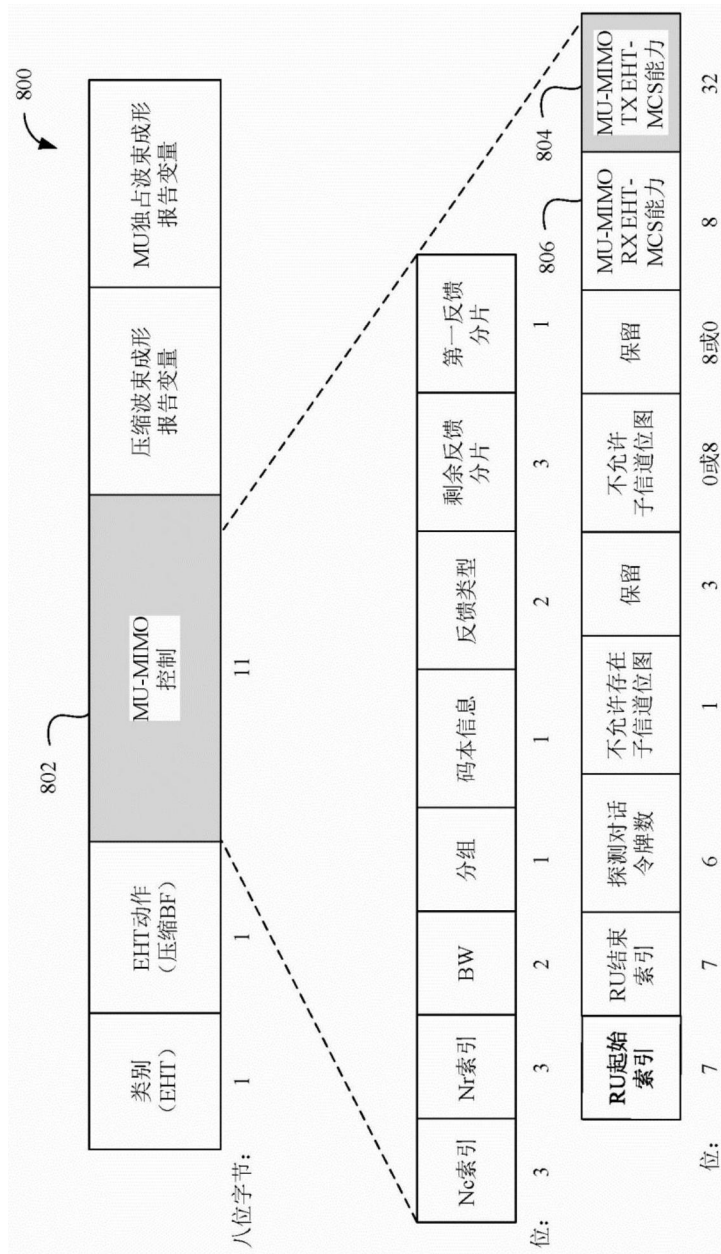 800
802
类别
（EHT）
EHT动作
（压缩BF）
MU-MIMO
控制
压缩波束成形
报告变量
MU独占波束成形
报告变量
八位字节：
1
1
11
Nc索引
Nr索引
BW
分组
码本信息
反馈类型
剩余反馈
分片
第一反馈
分片
位：
3
3
2
1
1
2
3
1
806
804
RU起始
索引
RU结束
索引
探测对话
令牌数
不允许存在
子信道位图
保留
不允许
子信道位图
保留
MU-MIMO
RX EHT-
MCS能力
MU-MIMO
TX EHT-
MCS能力
位：
7
7
6
1
3
0或8
8或0
8
32